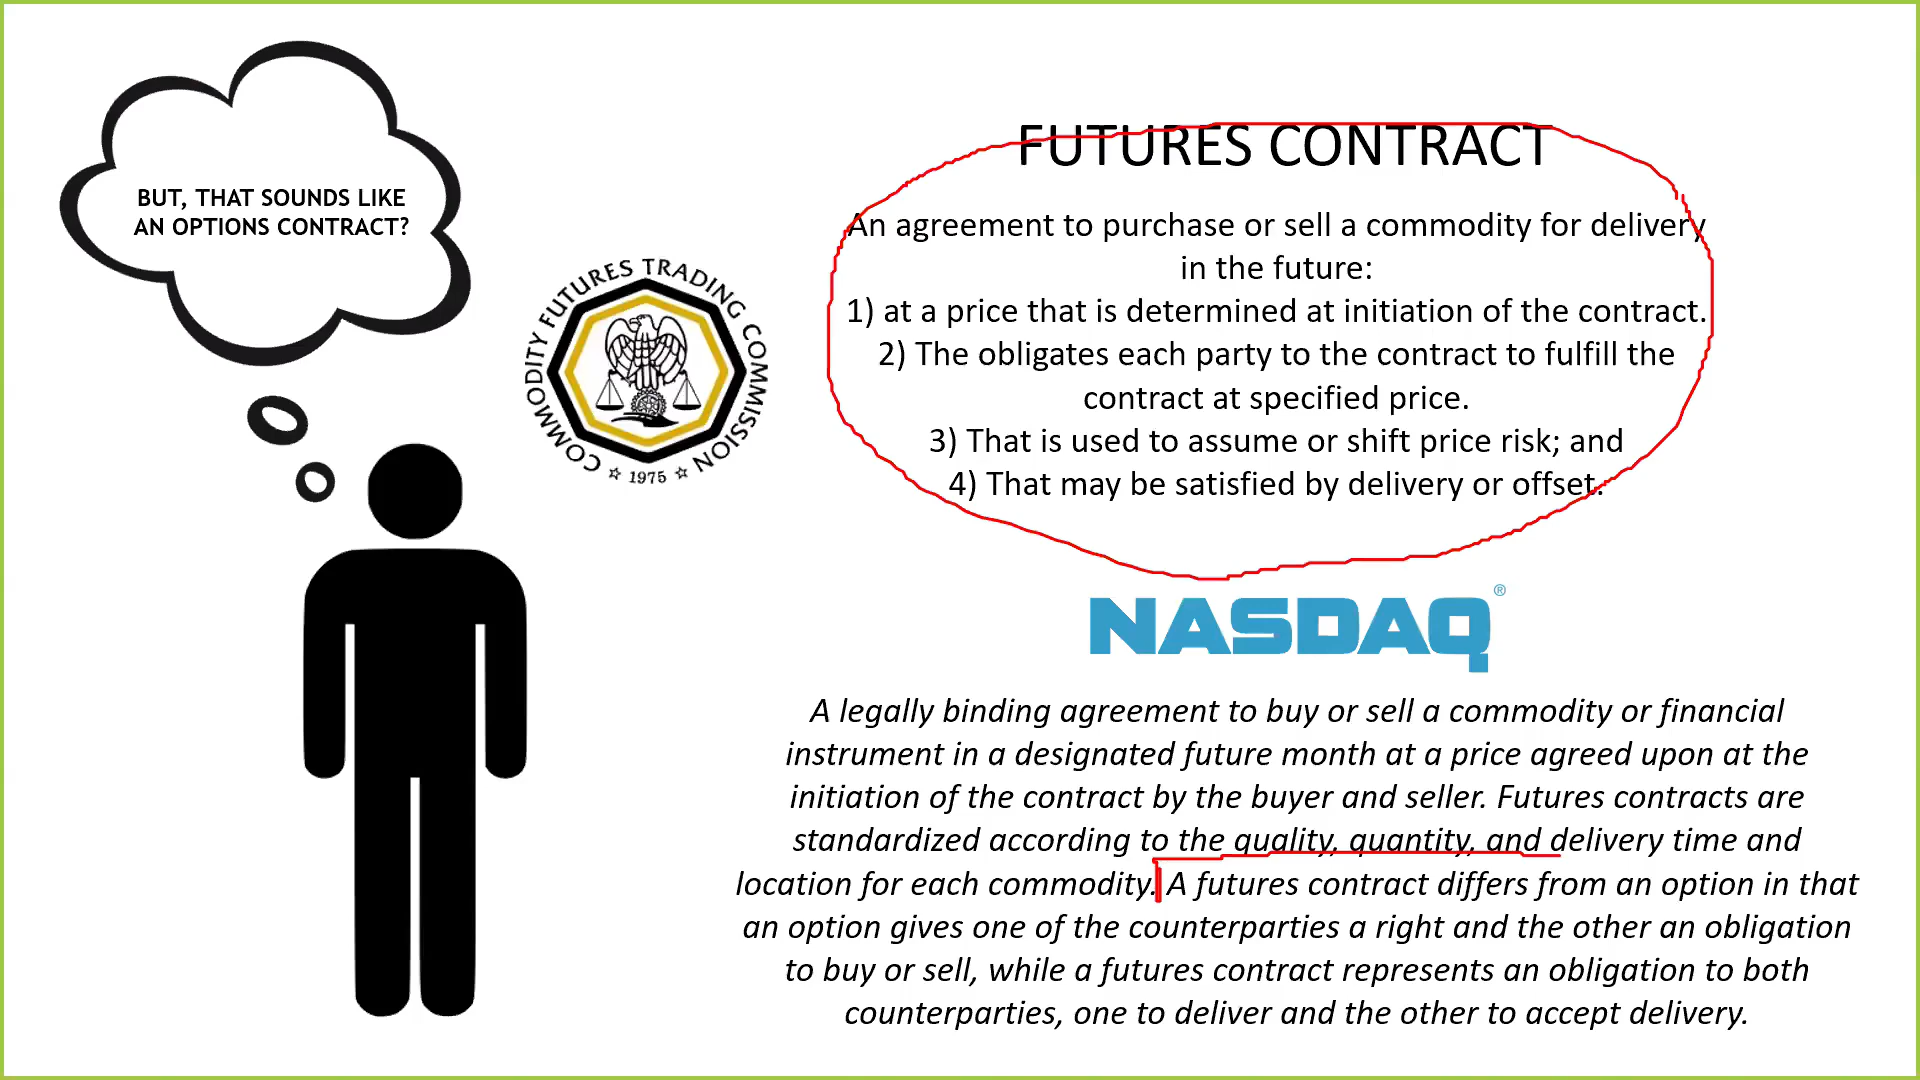 BUT, THAT SOUNDS LIKE
AN OPTIONS CONTRACT?
COMMODITY FUTURES TRADING COMMISSION
☆ 1975 ☆
FUTURES CONTRACT
An agreement to purchase or sell a commodity for delivery
in the future:
1) at a price that is determined at initiation of the contract.
2) The obligates each party to the contract to fulfill the
contract at specified price.
3) That is used to assume or shift price risk; and
4) That may be satisfied by delivery or offset.
NASDAQ®
A legally binding agreement to buy or sell a commodity or financial
instrument in a designated future month at a price agreed upon at the
initiation of the contract by the buyer and seller. Futures contracts are
standardized according to the quality, quantity, and delivery time and
location for each commodity. A futures contract differs from an option in that
an option gives one of the counterparties a right and the other an obligation
to buy or sell, while a futures contract represents an obligation to both
counterparties, one to deliver and the other to accept delivery.